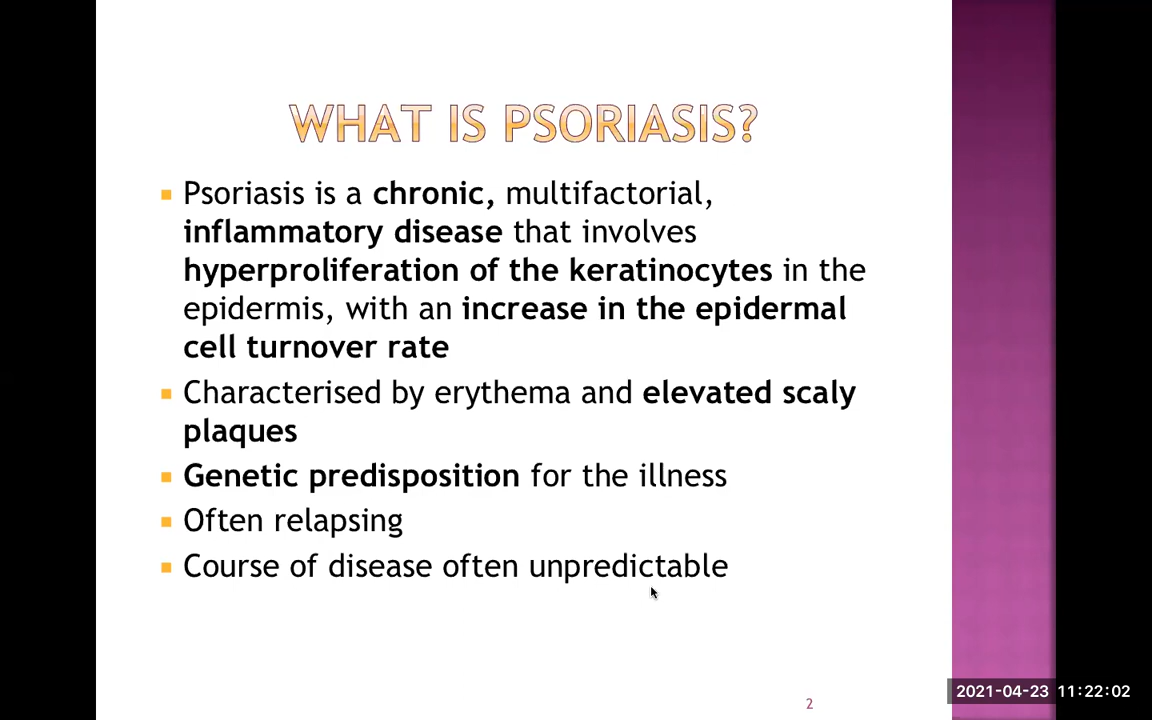 WHAT IS PSORIASIS?
Psoriasis is a chronic, multifactorial,
inflammatory disease that involves
hyperproliferation of the keratinocytes in the
epidermis, with an increase in the epidermal
cell turnover rate
Characterised by erythema and elevated scaly
plaques
Genetic predisposition for the illness
Often relapsing
Course of disease often unpredictable
2
2021-04-23 11:22:02